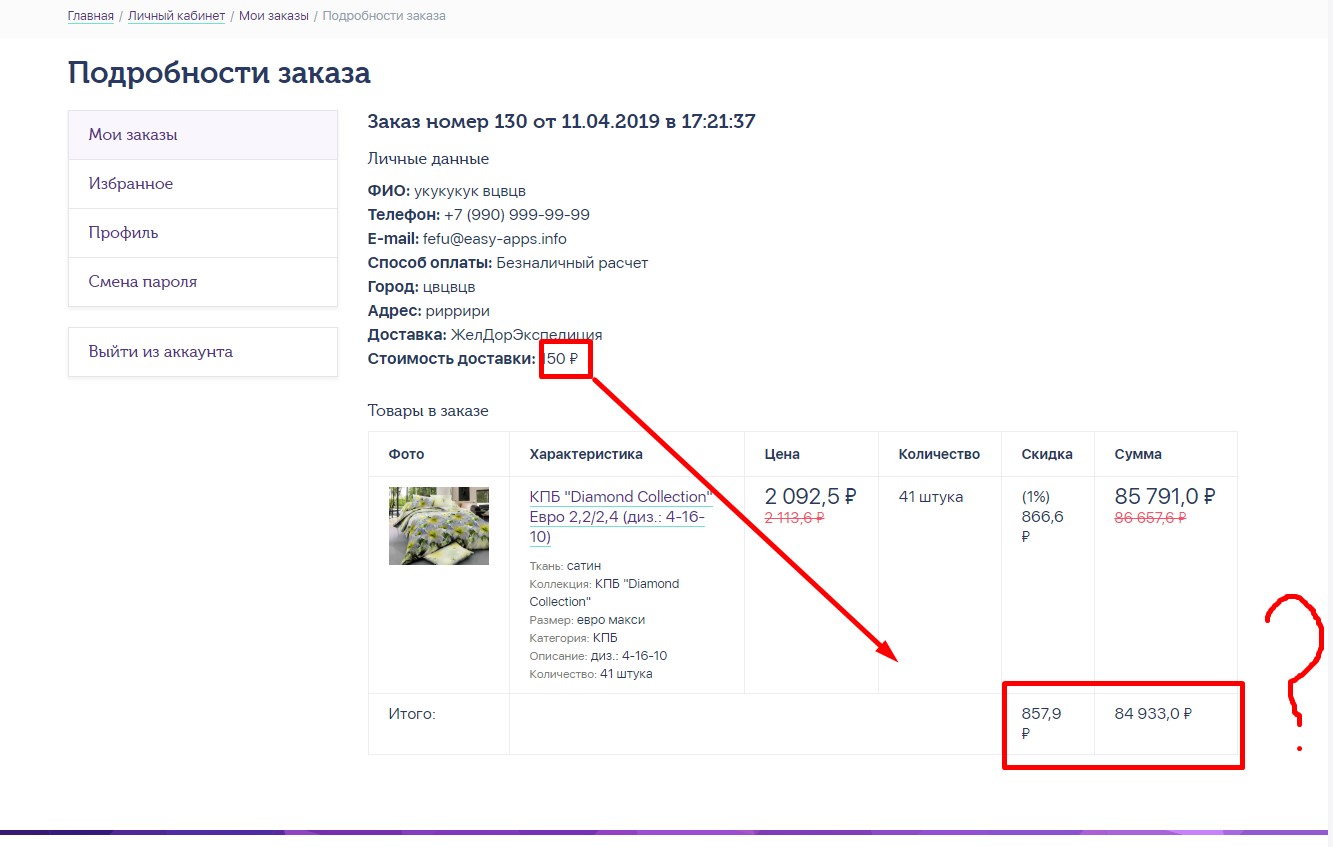 Главная / Личный кабинет / Мои заказы / Подробности заказа
Подробности заказа
Мои заказы
Избранное
Профиль
Смена пароля
Выйти из аккаунта
Заказ номер 130 от 11.04.2019 в 17:21:37
Личные данные
ФИО: укукукук вцвцв
Телефон: +7 (990) 999-99-99
E-mail: fefu@easy-apps.info
Способ оплаты: Безналичный расчет
Город: цвцвцв
Адрес: риррири
Доставка: ЖелДорЭкспедиция
Стоимость доставки: 150 ₽
Товары в заказе
Фото Характеристика Цена Количество Скидка Сумма
КПБ "Diamond Collection"
Евро 2,2/2,4 (диз.: 4-16-
10)
Ткань: сатин
Коллекция: КПБ "Diamond
Collection"
Размер: евро макси
Категория: КПБ
Описание: диз.: 4-16-10
Количество: 41 штука
2 092,5 ₽
2 113,6 ₽
41 штука
(1%)
866,6
₽
85 791,0 ₽
86 657,6 ₽
Итого:
857,9
₽
84 933,0 ₽
?